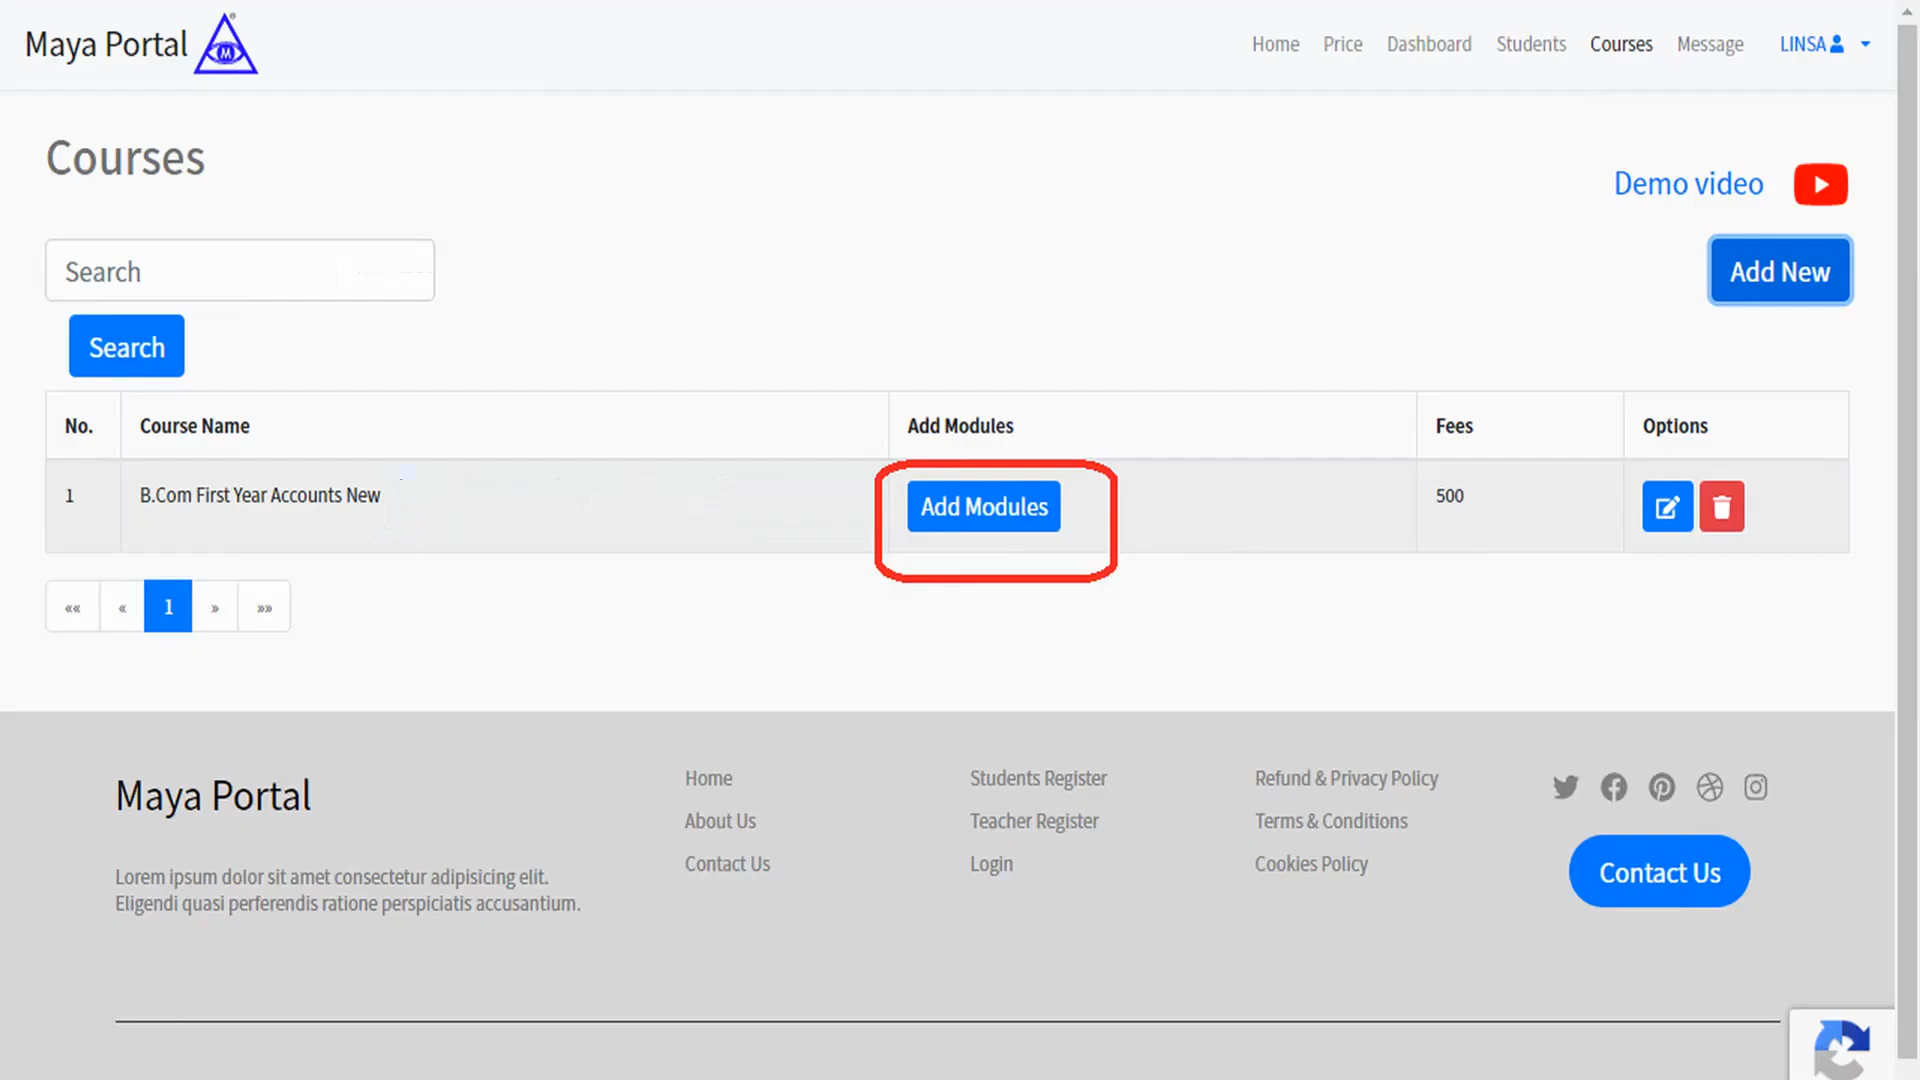 Maya Portal M ®
Home Price Dashboard Students Courses Message LINSA
Courses
Demo video
Search
Add New
Search
No. Course Name Add Modules Fees Options
1 B.Com First Year Accounts New Add Modules 500
«« « 1 » »»
Maya Portal
Lorem ipsum dolor sit amet consectetur adipisicing elit.
Eligendi quasi perferendis ratione perspiciatis accusantium.
Home
About Us
Contact Us
Students Register
Teacher Register
Login
Refund & Privacy Policy
Terms & Conditions
Cookies Policy
Contact Us